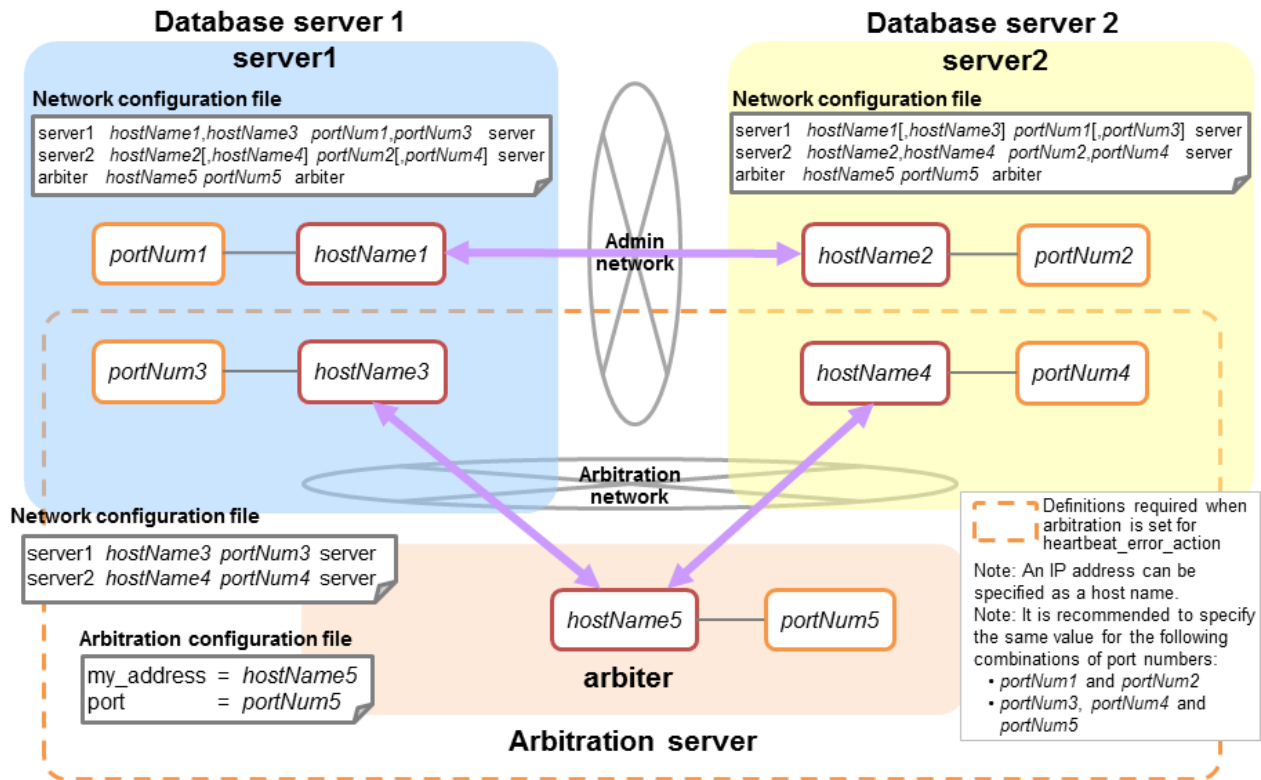 Database server 1
server1
Network configuration file
server1 hostName1,hostName3 portNum1,portNum3 server
server2 hostName2[,hostName4] portNum2[,portNum4] server
arbiter hostName5 portNum5 arbiter
Database server 2
server2
Network configuration file
server1 hostName1[,hostName3] portNum1[,portNum3] server
server2 hostName2,hostName4 portNum2,portNum4 server
arbiter hostName5 portNum5 arbiter
portNum1
hostName1
Admin
network
hostName2
portNum2
portNum3
hostName3
hostName4
portNum4
Arbitration
network
Network configuration file
server1 hostName3 portNum3 server
server2 hostName4 portNum4 server
Arbitration configuration file
my_address = hostName5
port = portNum5
hostName5
portNum5
arbiter
Arbitration server
Definitions required when
arbitration is set for
heartbeat_error_action
Note: An IP address can be
specified as a host name.
Note: It is recommended to specify
the same value for the following
combinations of port numbers:
• portNum1 and portNum2
• portNum3, portNum4 and
portNum5